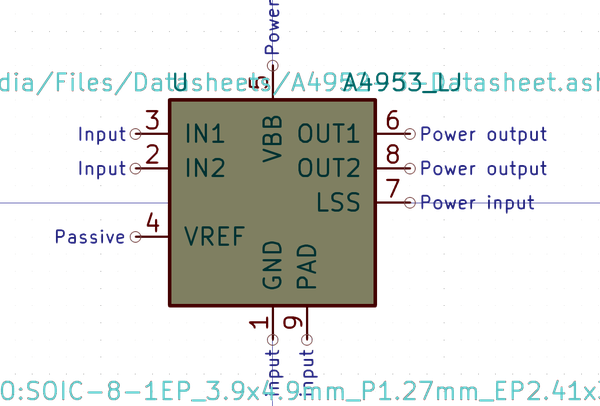 Power
dia/Files/Datasheets/A4952-3-Datasheet.ash
U A4953_LJ
5
VBB
Input 3 IN1 OUT1 6 Power output
Input 2 IN2 OUT2 8 Power output
LSS 7 Power input
Passive 4 VREF
GND PAD
1 9
input input
O:SOIC-8-1EP_3.9x4.9mm_P1.27mm_EP2.41x3